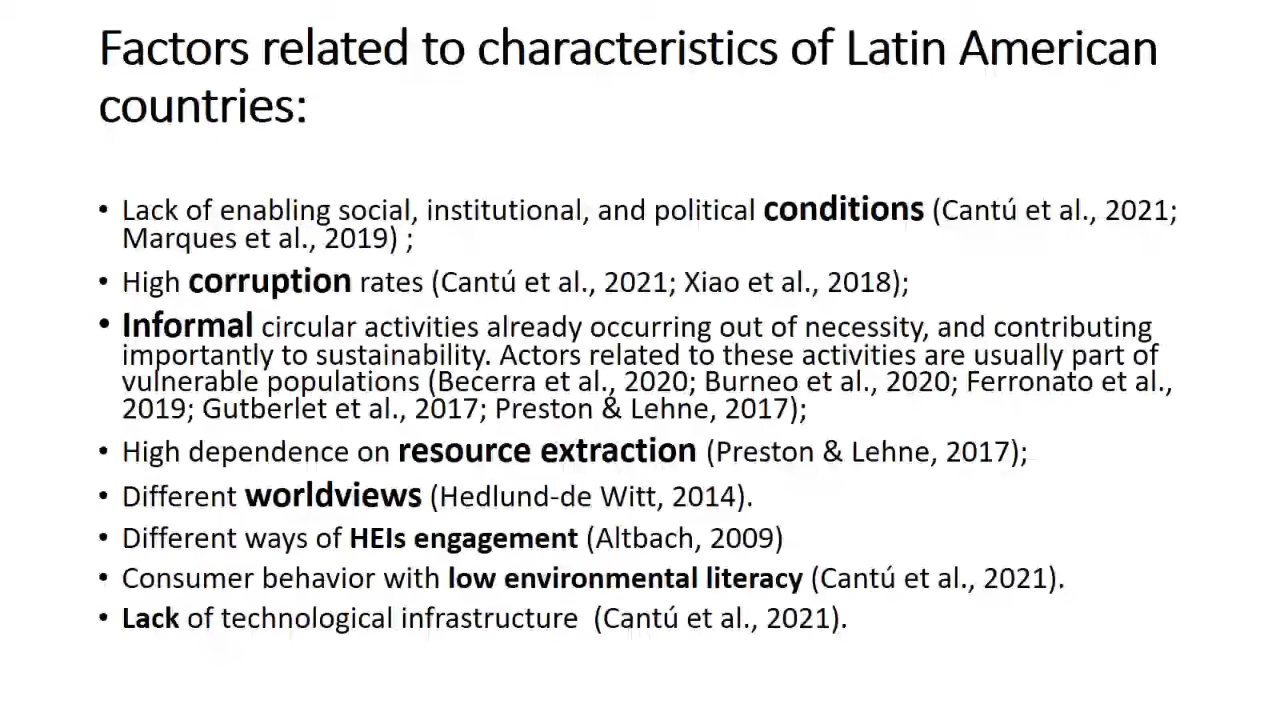 Factors related to characteristics of Latin American
countries:
• Lack of enabling social, institutional, and political conditions (Cantú et al., 2021;
Marques et al., 2019) ;
• High corruption rates (Cantú et al., 2021; Xiao et al., 2018);
• Informal circular activities already occurring out of necessity, and contributing
importantly to sustainability. Actors related to these activities are usually part of
vulnerable populations (Becerra et al., 2020; Burneo et al., 2020; Ferronato et al.,
2019; Gutberlet et al., 2017; Preston & Lehne, 2017);
• High dependence on resource extraction (Preston & Lehne, 2017);
• Different worldviews (Hedlund-de Witt, 2014).
• Different ways of HEIs engagement (Altbach, 2009)
• Consumer behavior with low environmental literacy (Cantú et al., 2021).
• Lack of technological infrastructure (Cantú et al., 2021).